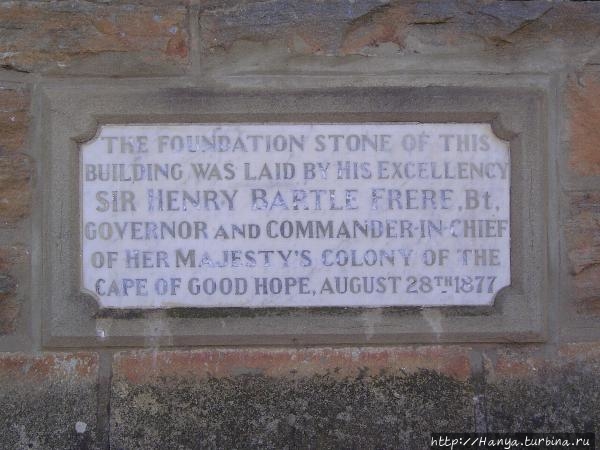 THE FOUNDATION STONE OF THIS
BUILDING WAS LAID BY HIS EXCELLENCY
SIR HENRY BARTLE FRERE, Bt,
GOVERNOR AND COMMANDER-IN-CHIEF
OF HER MAJESTY'S COLONY OF THE
CAPE OF GOOD HOPE, AUGUST 28TH 1877
http://Hanya.turbina.ru